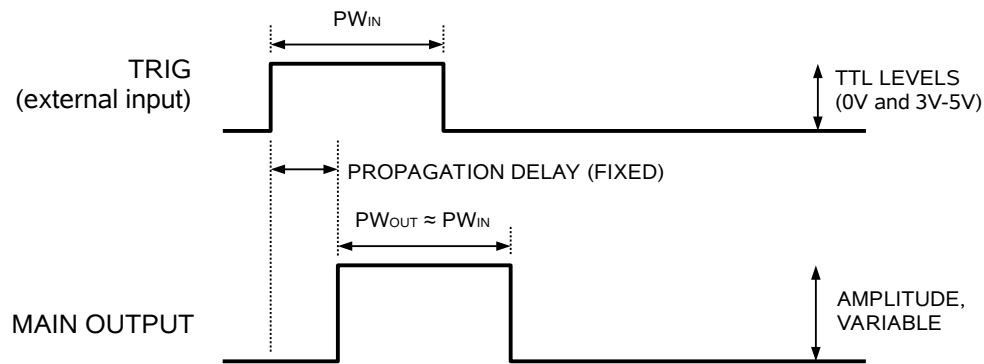 PWIN
TRIG
(external input)
TTL LEVELS
(0V and 3V-5V)
PROPAGATION DELAY (FIXED)
PWOUT ≈ PWIN
MAIN OUTPUT
AMPLITUDE,
VARIABLE